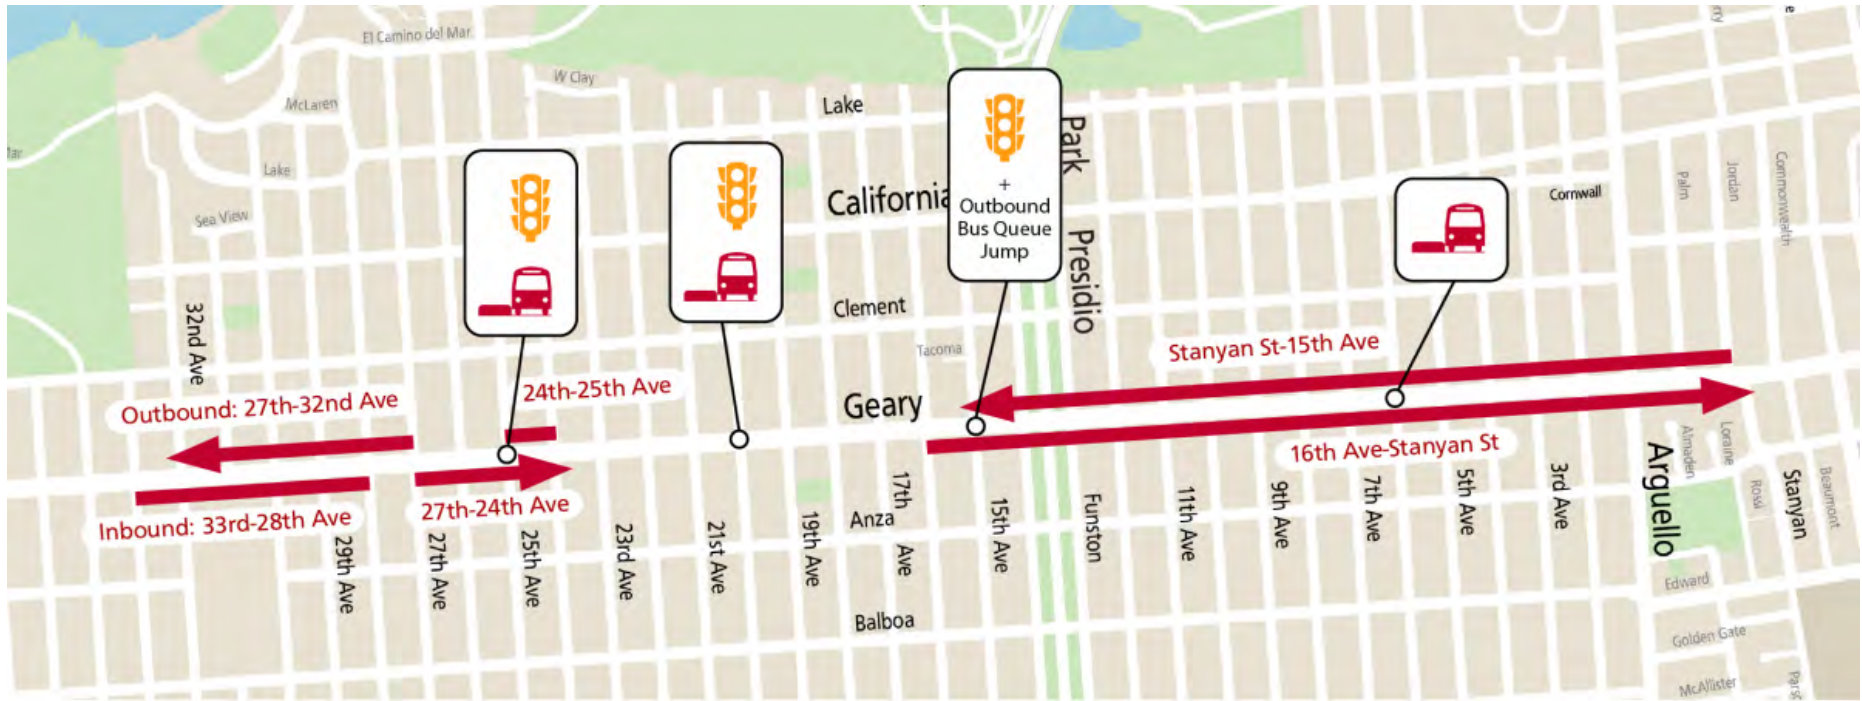 El Camino del Mar
W Clay
McLaren
Lake
Park
Presidio
Lake
Sea View
California
Cornwall
Palm
Jordan
Commonwealth
+
Outbound
Bus Queue
Jump
32nd Ave
Clement
Tacoma
Stanyan St-15th Ave
24th-25th Ave
Outbound: 27th-32nd Ave
Geary
16th Ave-Stanyan St
27th-24th Ave
Inbound: 33rd-28th Ave
29th Ave
27th Ave
25th Ave
23rd Ave
21st Ave
19th Ave
17th
Ave
Anza
15th Ave
Funston
11th Ave
9th Ave
7th Ave
5th Ave
3rd Ave
Arguello
Almaden
Loraine
Rossi
Stanyan
Beaumont
Edward
Balboa
Golden Gate
McAllister